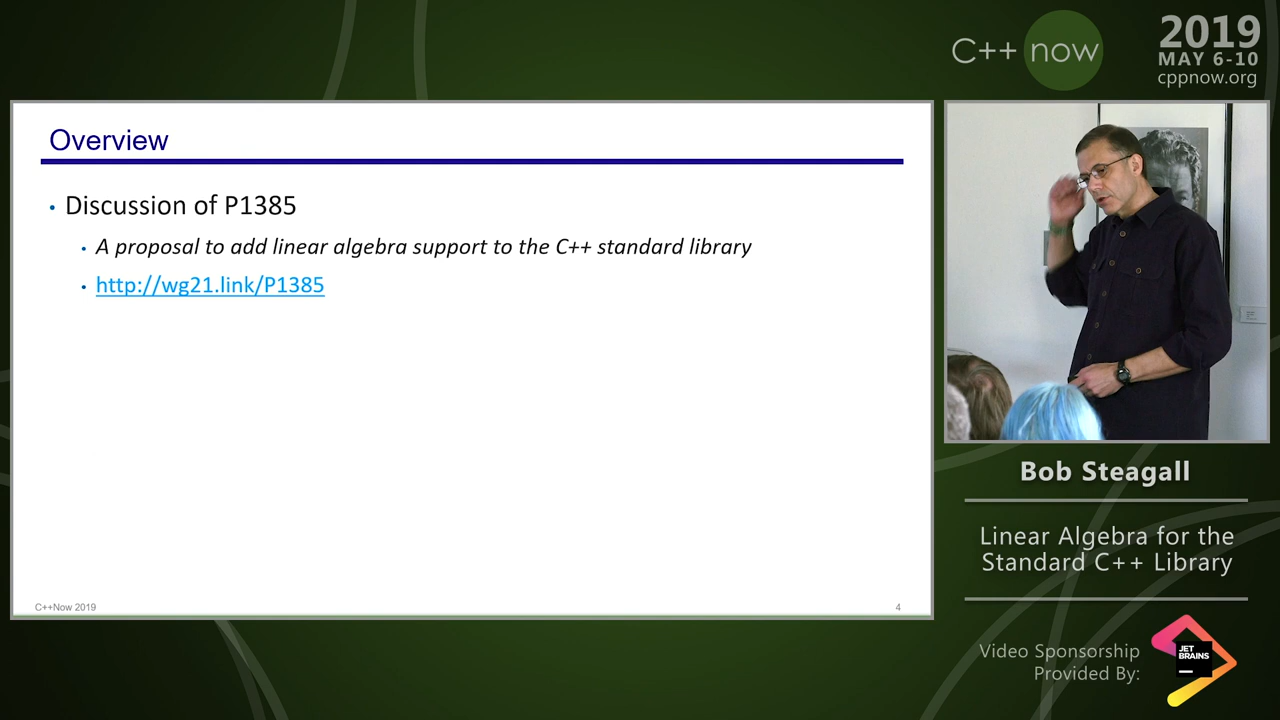 C++ now
2019
MAY 6-10
cppnow.org
Overview
• Discussion of P1385
• A proposal to add linear algebra support to the C++ standard library
• http://wg21.link/P1385
C++Now 2019
4
Bob Steagall
Linear Algebra for the
Standard C++ Library
Video Sponsorship
Provided By:
JET
BRAINS